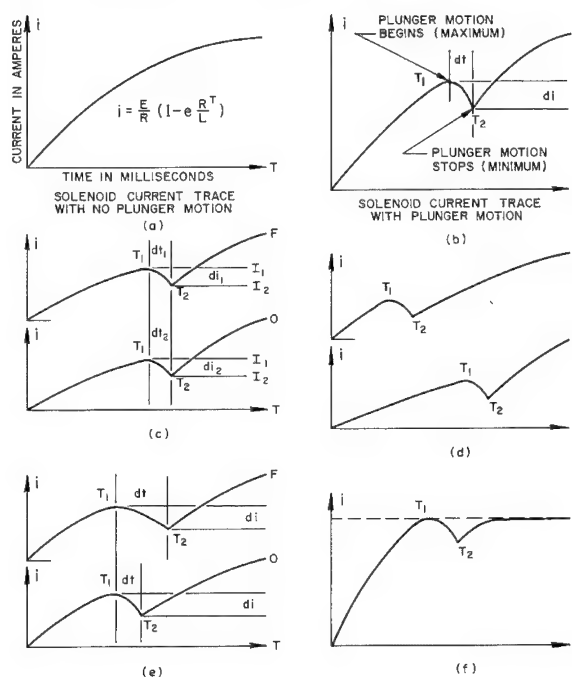 i
CURRENT IN AMPERES
i = E/R (1-e R/L T)
T
TIME IN MILLISECONDS
SOLENOID CURRENT TRACE
WITH NO PLUNGER MOTION
(a)
PLUNGER MOTION
BEGINS (MAXIMUM)
i
dt
T1
di
T2
PLUNGER MOTION
STOPS (MINIMUM)
SOLENOID CURRENT TRACE
WITH PLUNGER MOTION
(b)
i
F
T1
dt1
I1
di1
I2
T2
i
dt2
O
T1
I1
di2
I2
T2
T
(c)
i
T1
T2
i
T1
T2
(d)
i
F
T1
dt
di
T2
i
O
dt
T1
di
T2
T
(e)
i
T1
T2
(f)